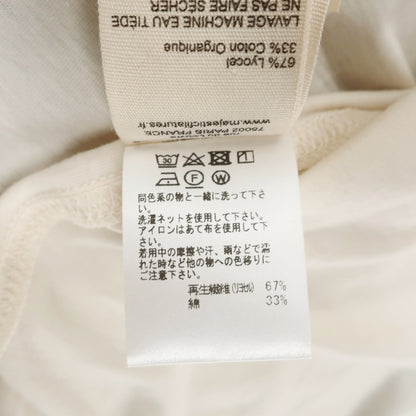 75002 PARIS FRANCE
www.majesticfilatures.fr
67% Lyocel
33% Coton Organique
LAVAGE MACHINE EAU TIÈDE
NE PAS FAIRE SÉCHER
30
F
W
同色系の物と一緒に洗って下さい。
洗濯ネットを使用して下さい。
アイロンはあて布を使用して下さい。
着用中の摩擦や汗、雨などで濡
れた時など他の物への色移りに
ご注意下さい。
再生繊維(リヨセル) 67%
綿 33%